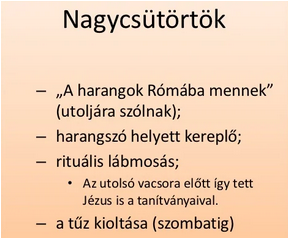 Nagycsütörtök
– „A harangok Rómába mennek”
(utoljára szólnak);
– harangszó helyett kereplő;
– rituális lábmosás;
• Az utolsó vacsora előtt így tett
Jézus is a tanítványaival.
– a tűz kioltása (szombatig)